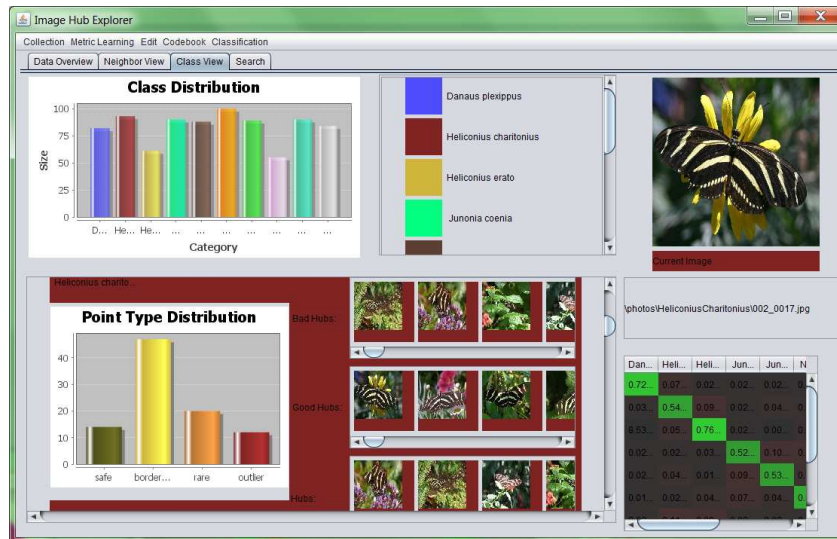 Image Hub Explorer
Collection Metric Learning Edit Codebook Classification
Data Overview Neighbor View Class View Search
Class Distribution
Size
100
75
50
25
0
D... He... He... ... ... ... ... ... ... ...
Category
Danaus plexippus
Heliconius charitonius
Heliconius erato
Junonia coenia
Current Image
\photos\HeliconiusCharitonius\002_0017.jpg
Heliconius charito...
Point Type Distribution
40
30
20
10
0
safe border... rare outlier
Bad Hubs:
Good Hubs:
Hubs:
Dan... Heli... Heli... Jun... Jun... N
0.72... 0.07... 0.02... 0.02... 0.02... 0.
0.03... 0.54... 0.09... 0.02... 0.04... 0.
0.05... 0.76... 0.02... 0.00... 0.
0.02... 0.02... 0.03... 0.52... 0.10... 0.
0.02... 0.04... 0.01... 0.09... 0.53... 0.
0.01... 0.02... 0.04... 0.07... 0.04... 0.